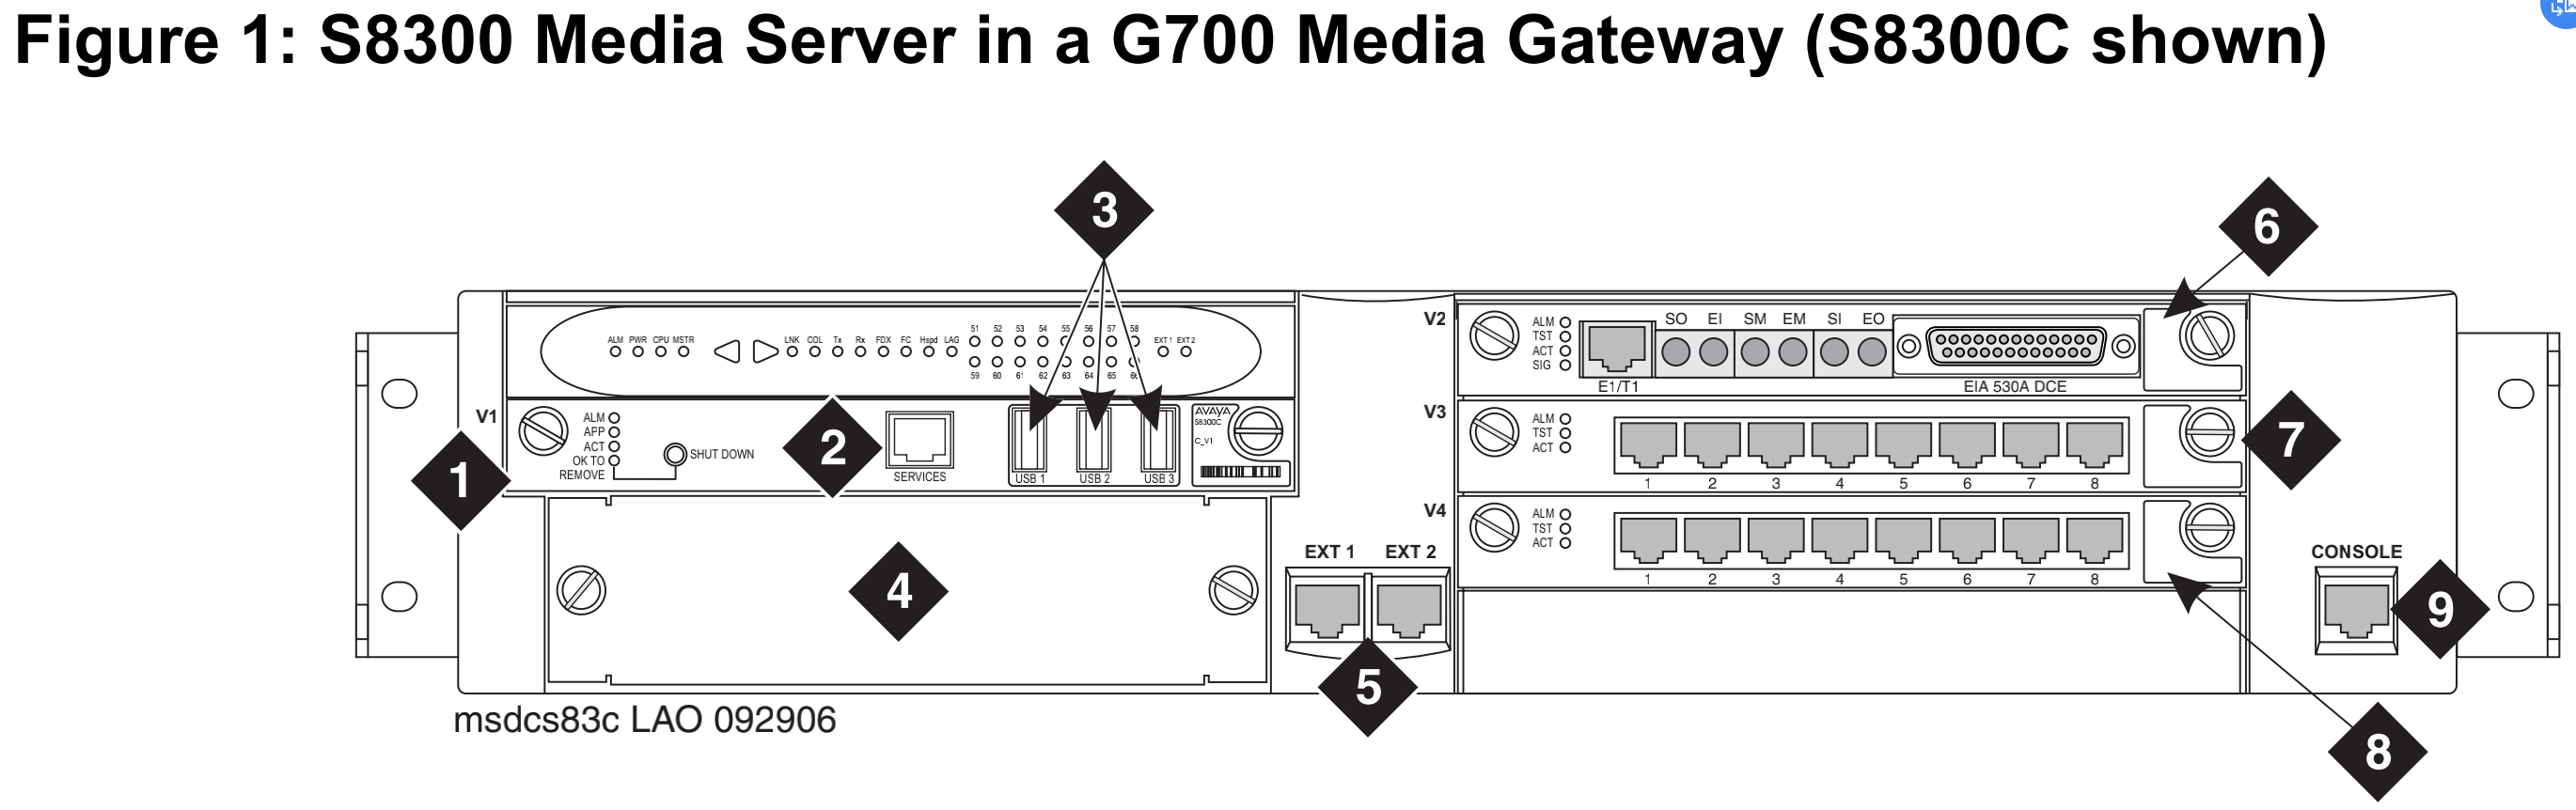 Figure 1: S8300 Media Server in a G700 Media Gateway (S8300C shown)
3
6
ALM PWR CPU MSTR
LNK COL Tx Rx FDX FC Hspd LAG
51 52 53 54 55 56 57 58
EXT 1 EXT 2
59 60 61 62 63 64 65
V1
ALM
APP
ACT
OK TO
REMOVE
SHUT DOWN
1
2
SERVICES
USB 1 USB 2 USB 3
AVAYA
S8300C
C_V1
4
EXT 1 EXT 2
5
V2
ALM
TST
ACT
SIG
E1/T1
SO EI SM EM SI EO
EIA 530A DCE
V3
ALM
TST
ACT
1 2 3 4 5 6 7 8
7
V4
ALM
TST
ACT
1 2 3 4 5 6 7 8
CONSOLE
9
8
msdcs83c LAO 092906